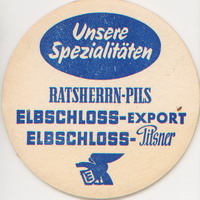 Unsere
Spezialitäten
RATSHERRN-PILS
ELBSCHLOSS-EXPORT
ELBSCHLOSS-Pilsner